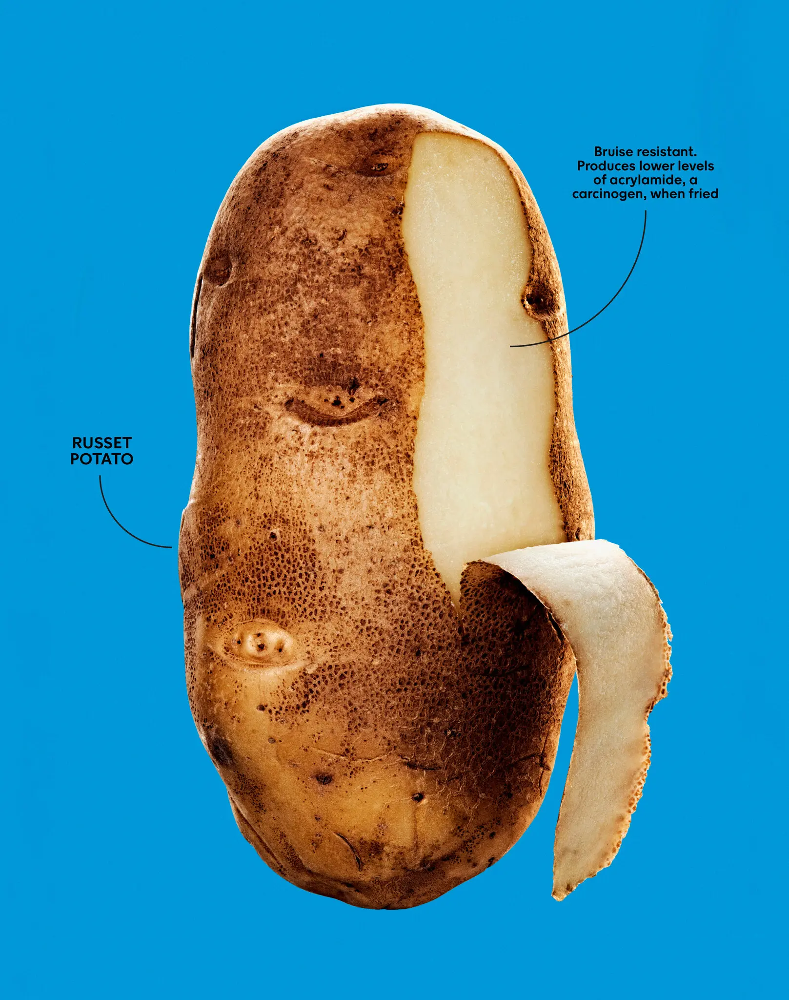 Bruise resistant.
Produces lower levels
of acrylamide, a
carcinogen, when fried
RUSSET
POTATO